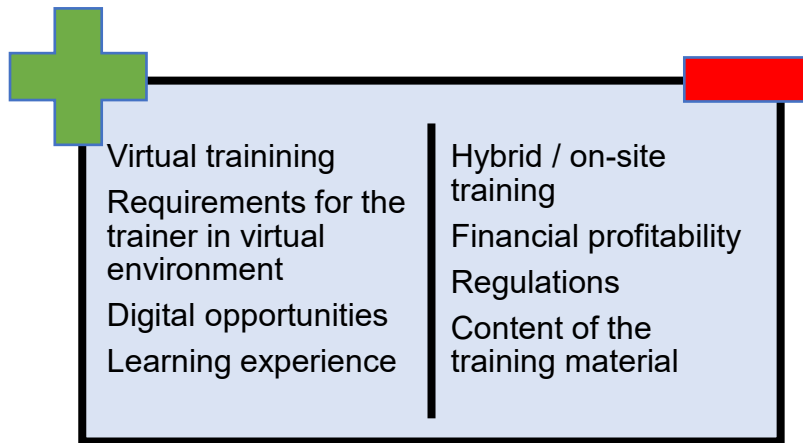 Virtual trainining
Requirements for the
trainer in virtual
environment
Digital opportunities
Learning experience
Hybrid / on-site
training
Financial profitability
Regulations
Content of the
training material